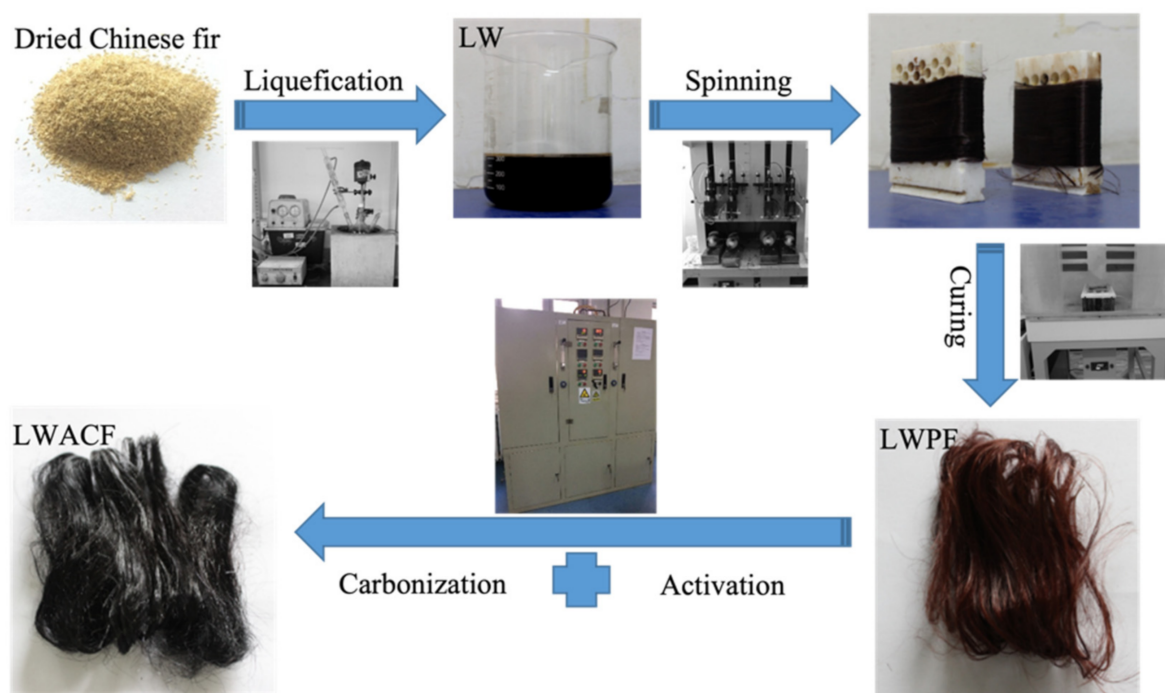 Dried Chinese fir
LW
Liquefication
Spinning
Curing
LWACF
LWPF
Carbonization
Activation